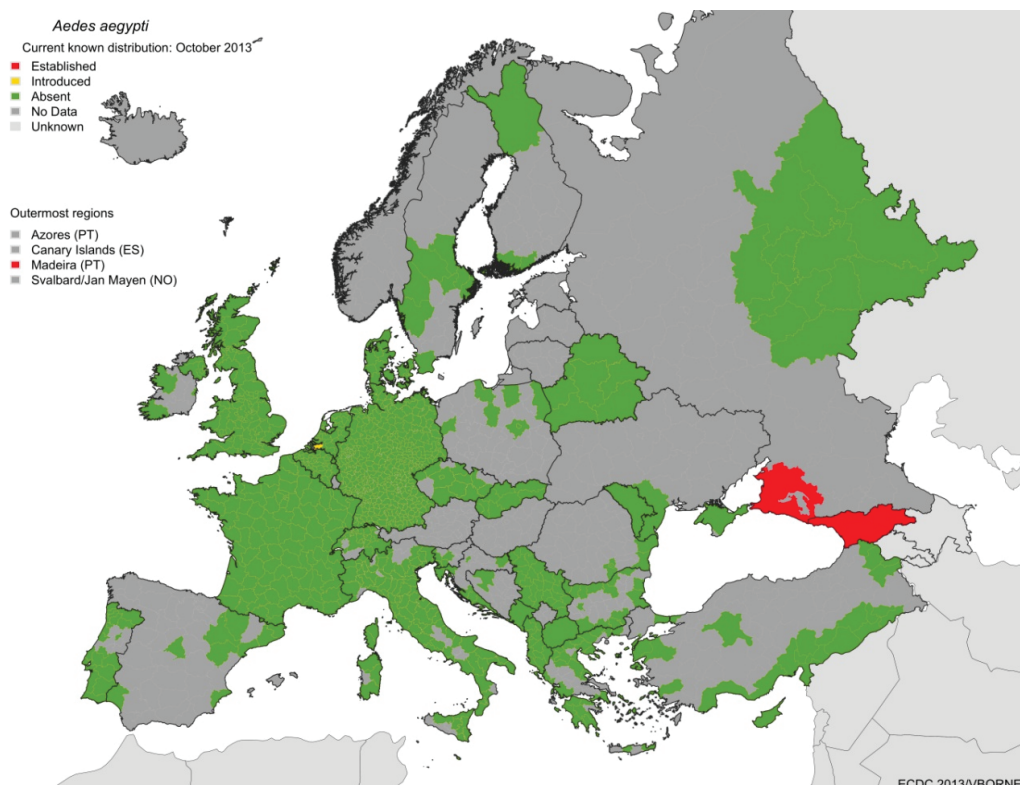 Aedes aegypti
Current known distribution: October 2013
Established
Introduced
Absent
No Data
Unknown
Outermost regions
Azores (PT)
Canary Islands (ES)
Madeira (PT)
Svalbard/Jan Mayen (NO)
ECDC 2013/VBORNE